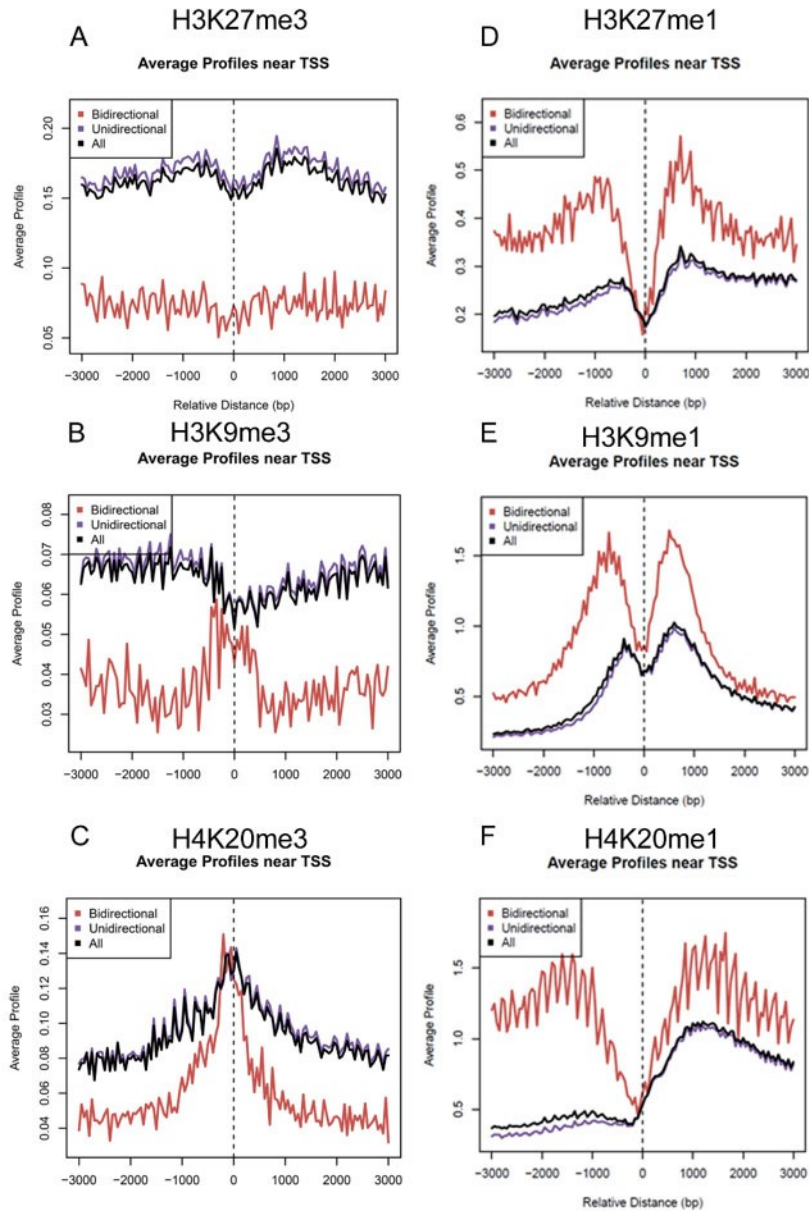 A
H3K27me3
Average Profiles near TSS
Bidirectional
Unidirectional
All
0.20
0.15
0.10
0.05
Average Profile
−3000 −2000 −1000 0 1000 2000 3000
Relative Distance (bp)
D
H3K27me1
Average Profiles near TSS
Bidirectional
Unidirectional
All
0.6
0.5
0.4
0.3
0.2
Average Profile
−3000 −2000 −1000 0 1000 2000 3000
Relative Distance (bp)
B
H3K9me3
Average Profiles near TSS
Bidirectional
Unidirectional
All
0.08
0.07
0.06
0.05
0.04
0.03
Average Profile
−3000 −2000 −1000 0 1000 2000 3000
E
H3K9me1
Average Profiles near TSS
Bidirectional
Unidirectional
All
1.5
1.0
0.5
Average Profile
−3000 −2000 −1000 0 1000 2000 3000
Relative Distance (bp)
C
H4K20me3
Average Profiles near TSS
Bidirectional
Unidirectional
All
0.16
0.14
0.12
0.10
0.08
0.06
0.04
Average Profile
−3000 −2000 −1000 0 1000 2000 3000
F
H4K20me1
Average Profiles near TSS
Bidirectional
Unidirectional
All
1.5
1.0
0.5
Average Profile
−3000 −2000 −1000 0 1000 2000 3000
Relative Distance (bp)